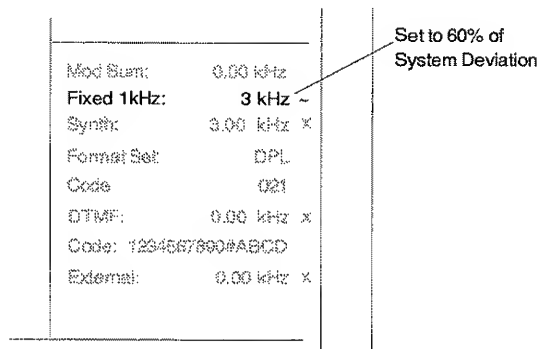 Set to 60% of
System Deviation
Mod Sum: 0.00 kHz
Fixed 1kHz: 3 kHz ~
Synth: 3.00 kHz X
Format Sel: DPL
Code 021
DTMF: 0.00 kHz X
Code: 1234567890#ABCD
External: 0.00 kHz X